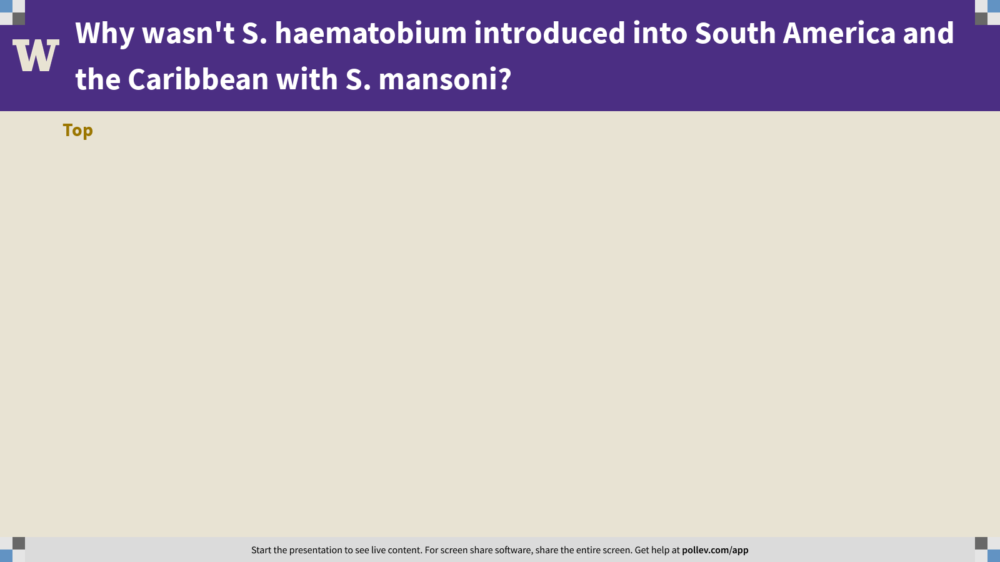 W
Why wasn't S. haematobium introduced into South America and
the Caribbean with S. mansoni?
Top
Start the presentation to see live content. For screen share software, share the entire screen. Get help at pollev.com/app